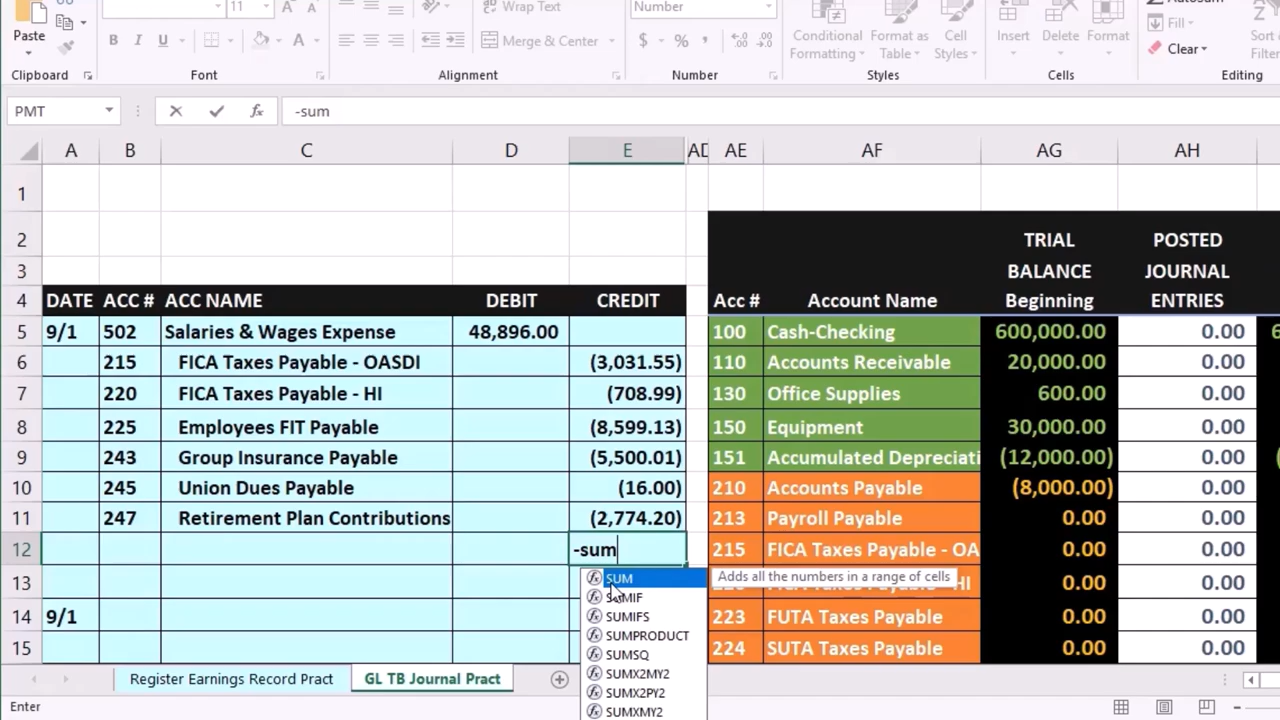 11 Wrap Text Number AutoSum
Paste Merge & Center $ % Conditional Formatting Format as Table Cell Styles Insert Delete Format Fill Clear Sort & Filter
Clipboard Font Alignment Number Styles Cells Editing
PMT fx -sum
A B C D E AD AE AF AG AH
1
2 TRIAL POSTED
3 BALANCE JOURNAL
4 DATE ACC # ACC NAME DEBIT CREDIT Acc # Account Name Beginning ENTRIES
5 9/1 502 Salaries & Wages Expense 48,896.00 100 Cash-Checking 600,000.00 0.00 6
6 215 FICA Taxes Payable - OASDI (3,031.55) 110 Accounts Receivable 20,000.00 0.00
7 220 FICA Taxes Payable - HI (708.99) 130 Office Supplies 600.00 0.00
8 225 Employees FIT Payable (8,599.13) 150 Equipment 30,000.00 0.00
9 243 Group Insurance Payable (5,500.01) 151 Accumulated Depreciati (12,000.00) 0.00 (
10 245 Union Dues Payable (16.00) 210 Accounts Payable (8,000.00) 0.00
11 247 Retirement Plan Contributions (2,774.20) 213 Payroll Payable 0.00 0.00
12 -sum 215 FICA Taxes Payable - OA 0.00 0.00
13 SUM Adds all the numbers in a range of cells HI 0.00 0.00
SUMIF
14 9/1 SUMIFS 223 FUTA Taxes Payable 0.00 0.00
SUMPRODUCT
15 SUMSQ 224 SUTA Taxes Payable 0.00 0.00
SUMX2MY2
Register Earnings Record Pract GL TB Journal Pract
SUMX2PY2
Enter SUMXMY2